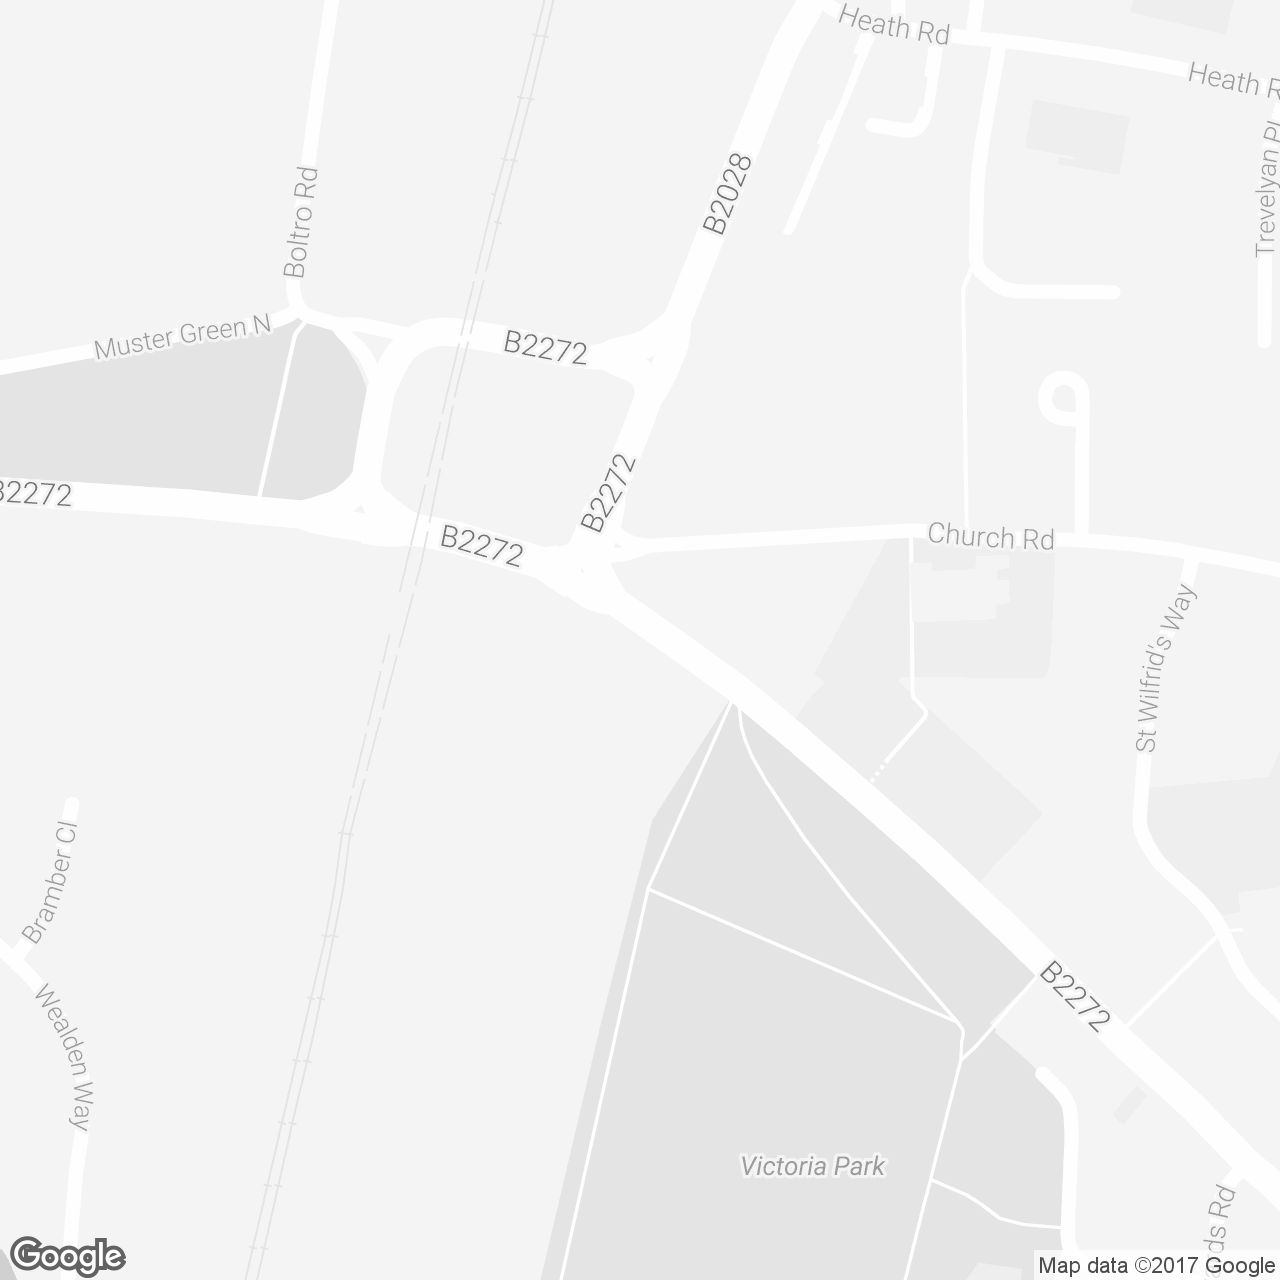 Heath Rd
Heath R
Trevelyan Pl
B2028
Boltro Rd
Muster Green N
B2272
B2272
B2272
B2272
Church Rd
St Wilfrid's Way
Bramber Cl
B2272
Wealden Way
Victoria Park
ds Rd
Google
Map data ©2017 Google